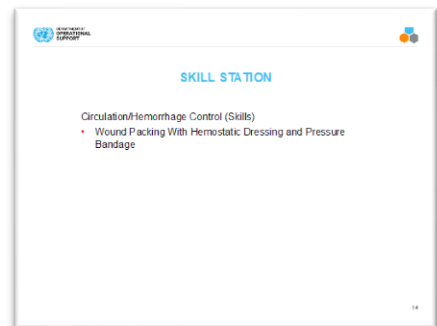 DEPARTMENT OF
OPERATIONAL
SUPPORT
SKILL STATION
Circulation/Hemorrhage Control (Skills)
• Wound Packing With Hemostatic Dressing and Pressure
Bandage